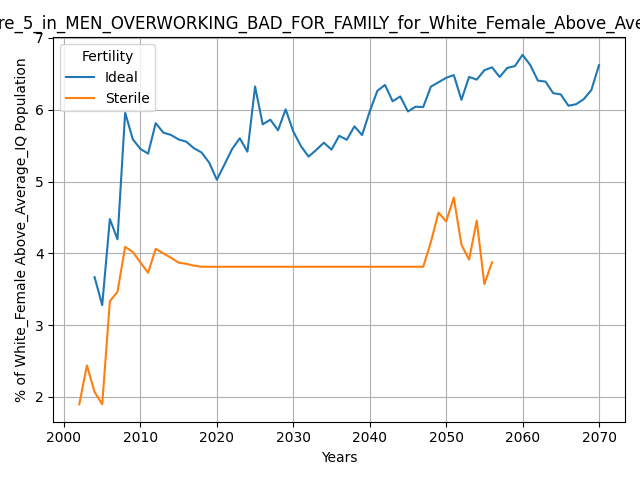 re_5_in_MEN_OVERWORKING_BAD_FOR_FAMILY_for_White_Female_Above_Ave
Fertility
Ideal
Sterile
% of White_Female Above_Average_IQ Population
7
6
5
4
3
2
2000 2010 2020 2030 2040 2050 2060 2070
Years